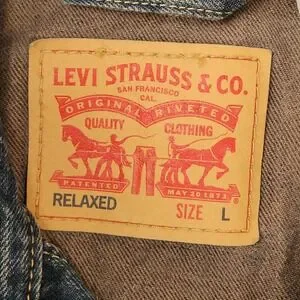 LEVI STRAUSS & CO.
SAN FRANCISCO
CAL.
ORIGINAL RIVETED
QUALITY CLOTHING
PATENTED MAY 20 1873
RELAXED SIZE L